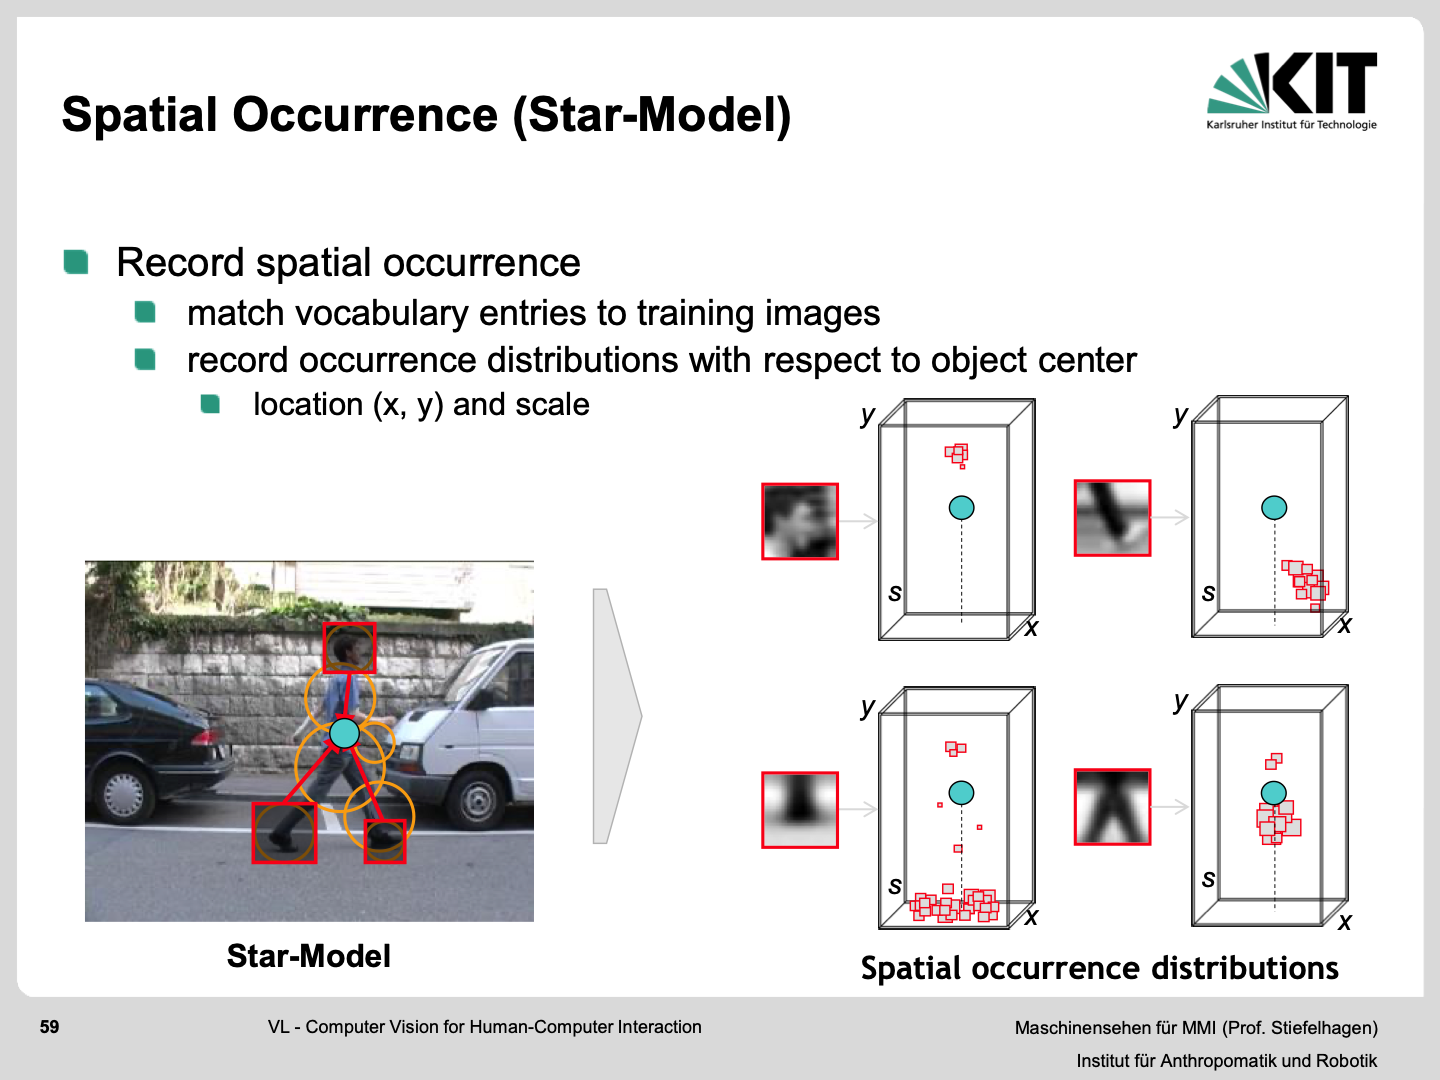 KIT
Karlsruher Institut für Technologie
Spatial Occurrence (Star-Model)
Record spatial occurrence
match vocabulary entries to training images
record occurrence distributions with respect to object center
location (x, y) and scale
y
s
x
y
s
x
y
s
x
y
s
x
Star-Model
Spatial occurrence distributions
59
VL - Computer Vision for Human-Computer Interaction
Maschinensehen für MMI (Prof. Stiefelhagen)
Institut für Anthropomatik und Robotik